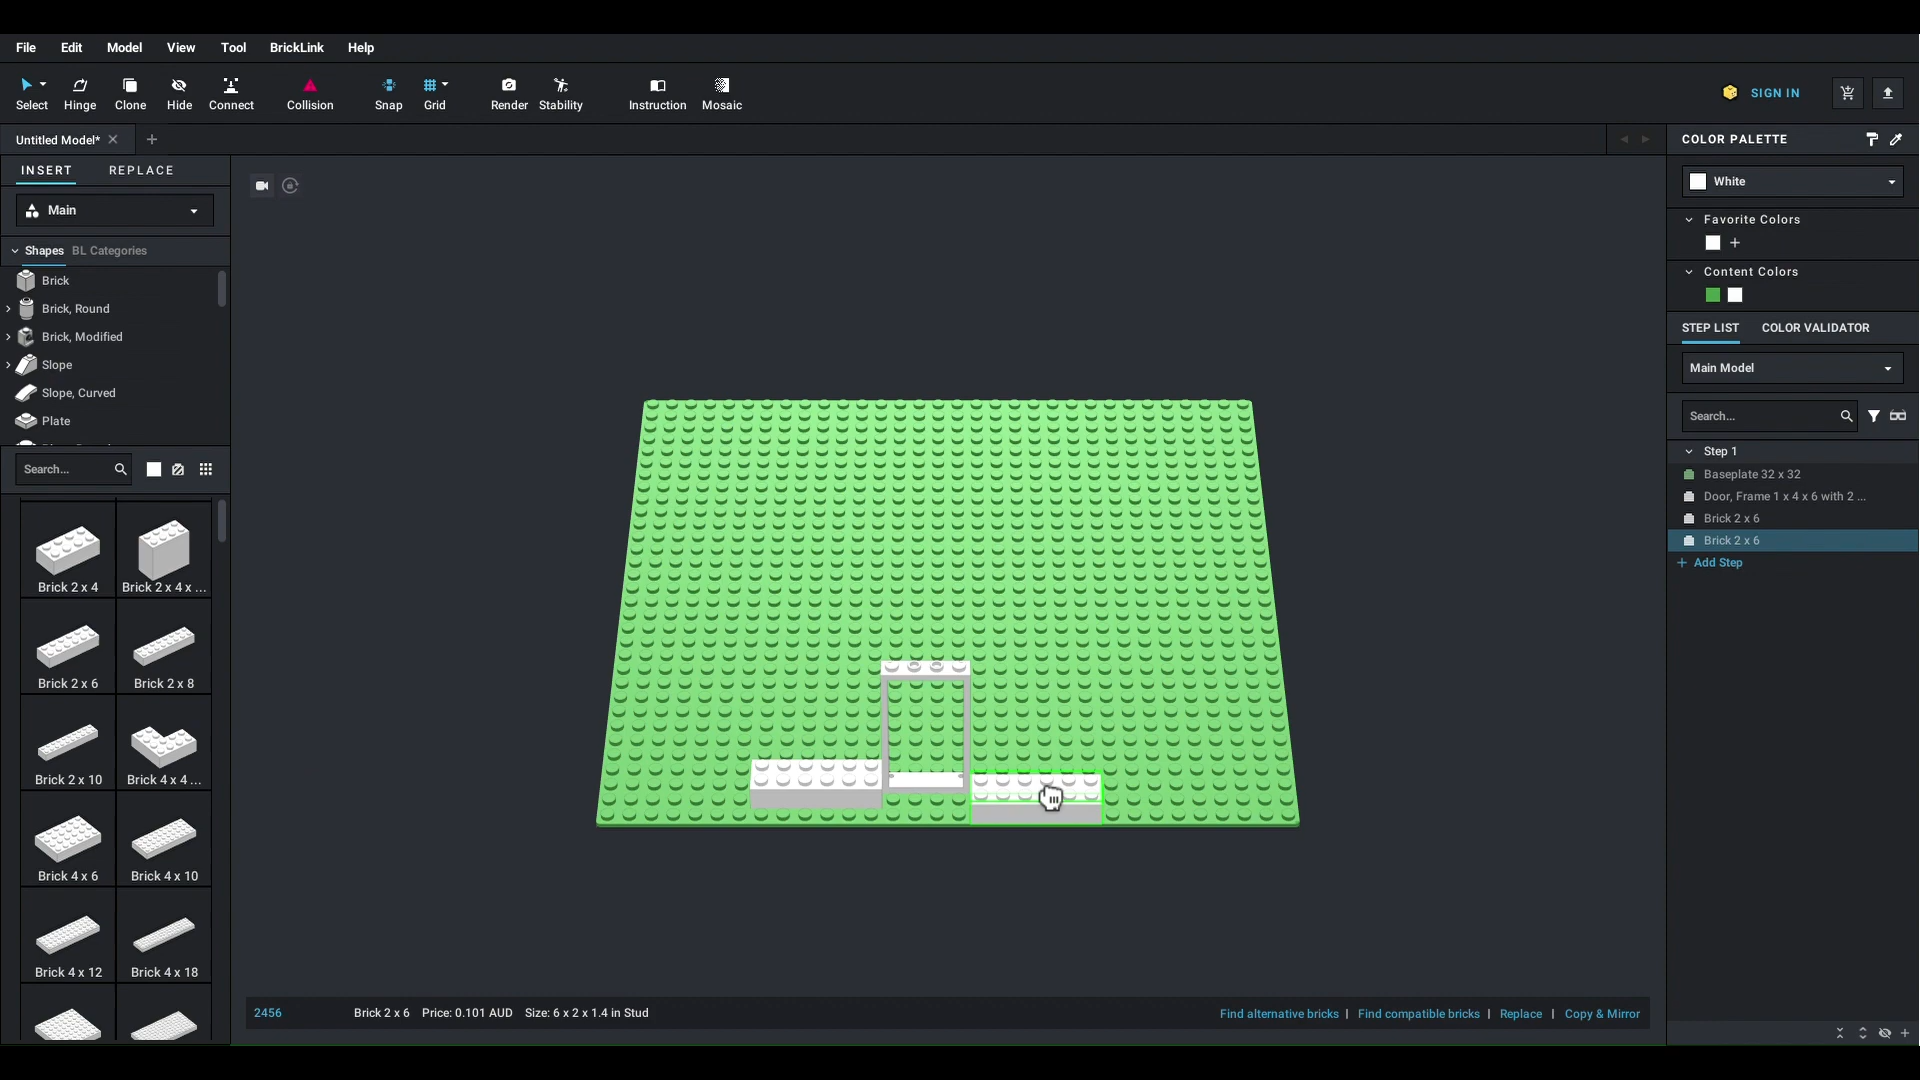 File Edit Model View Tool BrickLink Help
Select Hinge Clone Hide Connect Collision Snap Grid Render Stability Instruction Mosaic
SIGN IN
Untitled Model*
INSERT REPLACE
Main
Shapes BL Categories
Brick
Brick, Round
Brick, Modified
Slope
Slope, Curved
Plate
Search...
Brick 2 x 4
Brick 2 x 4 x ...
Brick 2 x 6
Brick 2 x 8
Brick 2 x 10
Brick 4 x 4 ...
Brick 4 x 6
Brick 4 x 10
Brick 4 x 12
Brick 4 x 18
2456 Brick 2 x 6 Price: 0.101 AUD Size: 6 x 2 x 1.4 in Stud
Find alternative bricks | Find compatible bricks | Replace | Copy & Mirror
COLOR PALETTE
White
Favorite Colors
Content Colors
STEP LIST COLOR VALIDATOR
Main Model
Search...
Step 1
Baseplate 32 x 32
Door, Frame 1 x 4 x 6 with 2 ...
Brick 2 x 6
Brick 2 x 6
+ Add Step